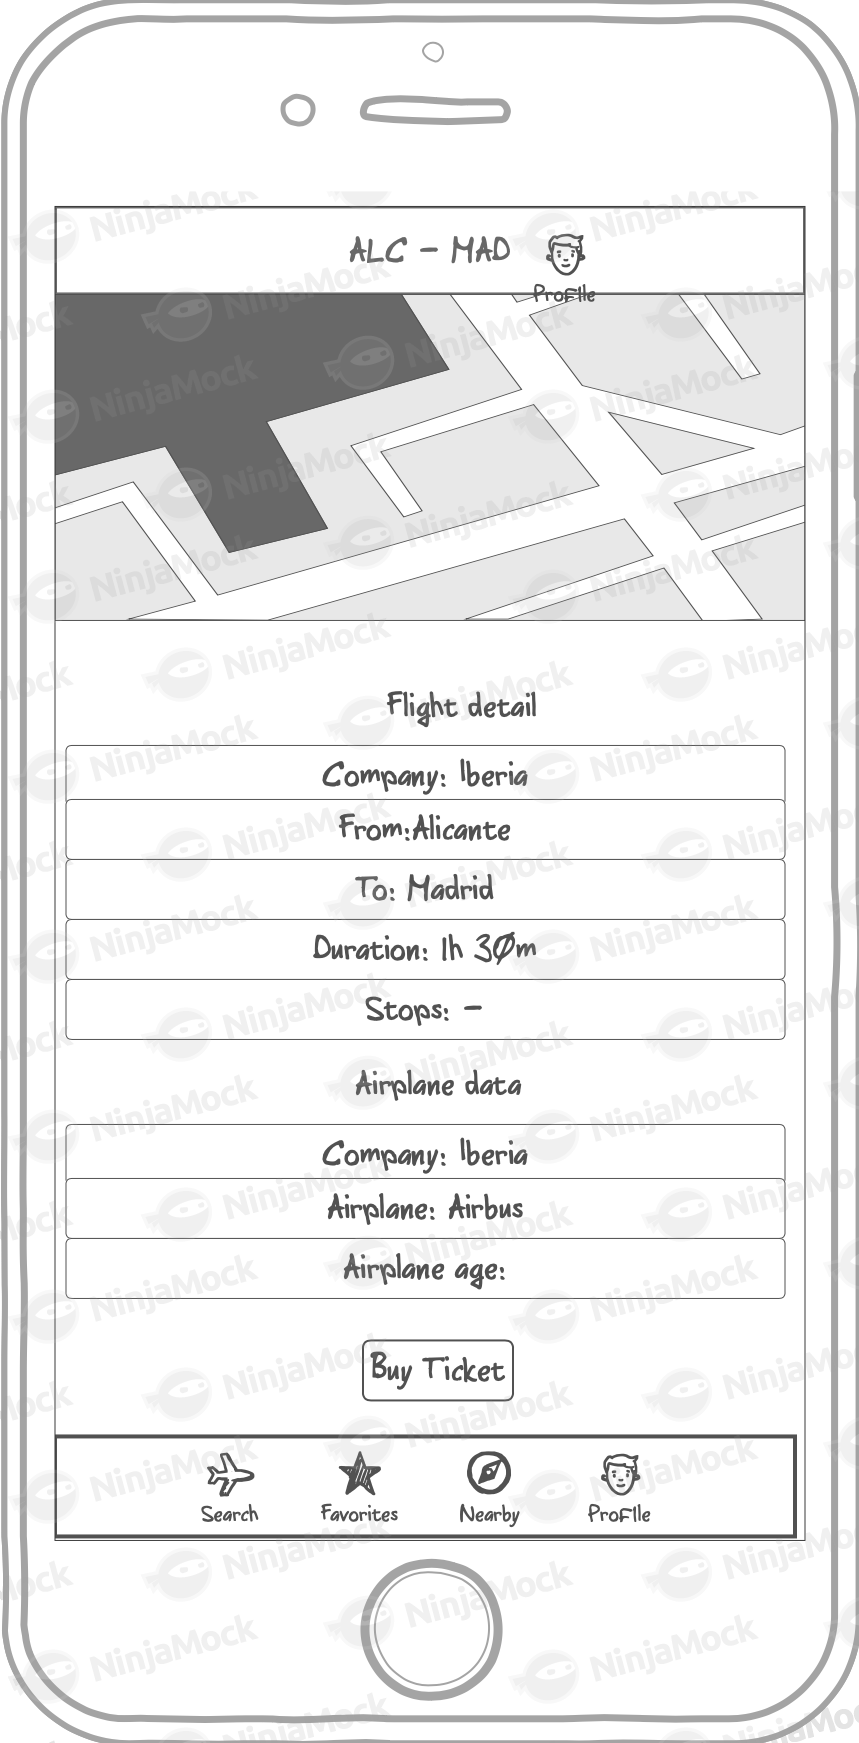 ALC - MAD
Profile
Flight detail
Company: Iberia
From:Alicante
To: Madrid
Duration: 1h 30m
Stops: -
Airplane data
Company: Iberia
Airplane: Airbus
Airplane age:
Buy Ticket
Search
Favorites
Nearby
Profile
NinjaMock